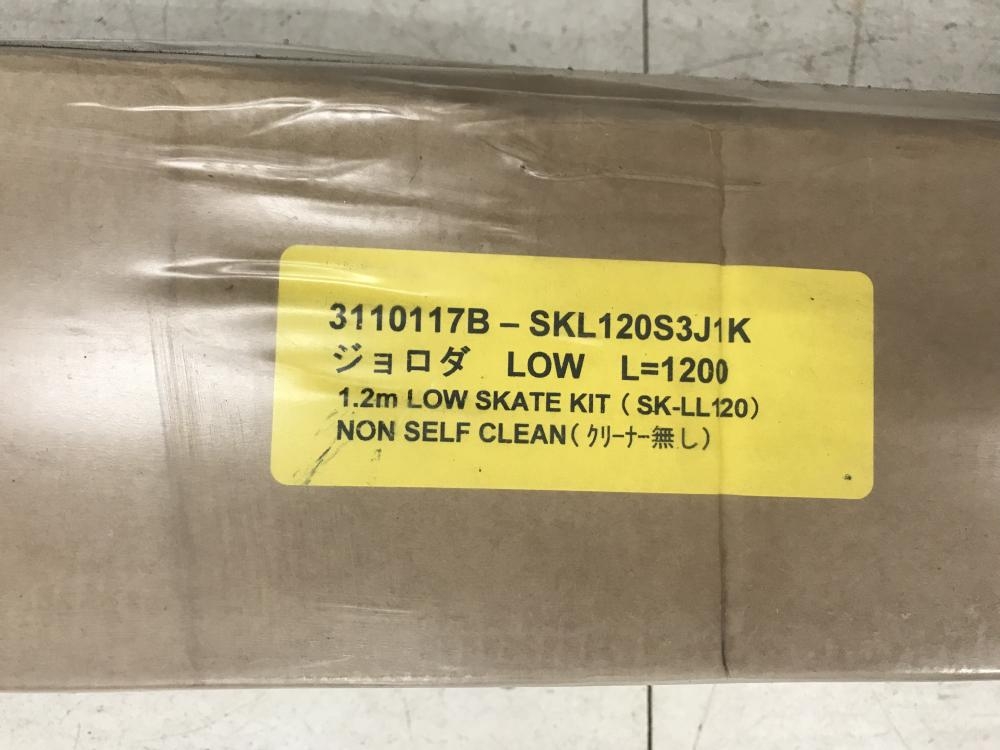 3110117B – SKL120S3J1K
ジョロダ LOW L=1200
1.2m LOW SKATE KIT ( SK-LL120)
NON SELF CLEAN( ｸﾘｰﾅｰ無し)